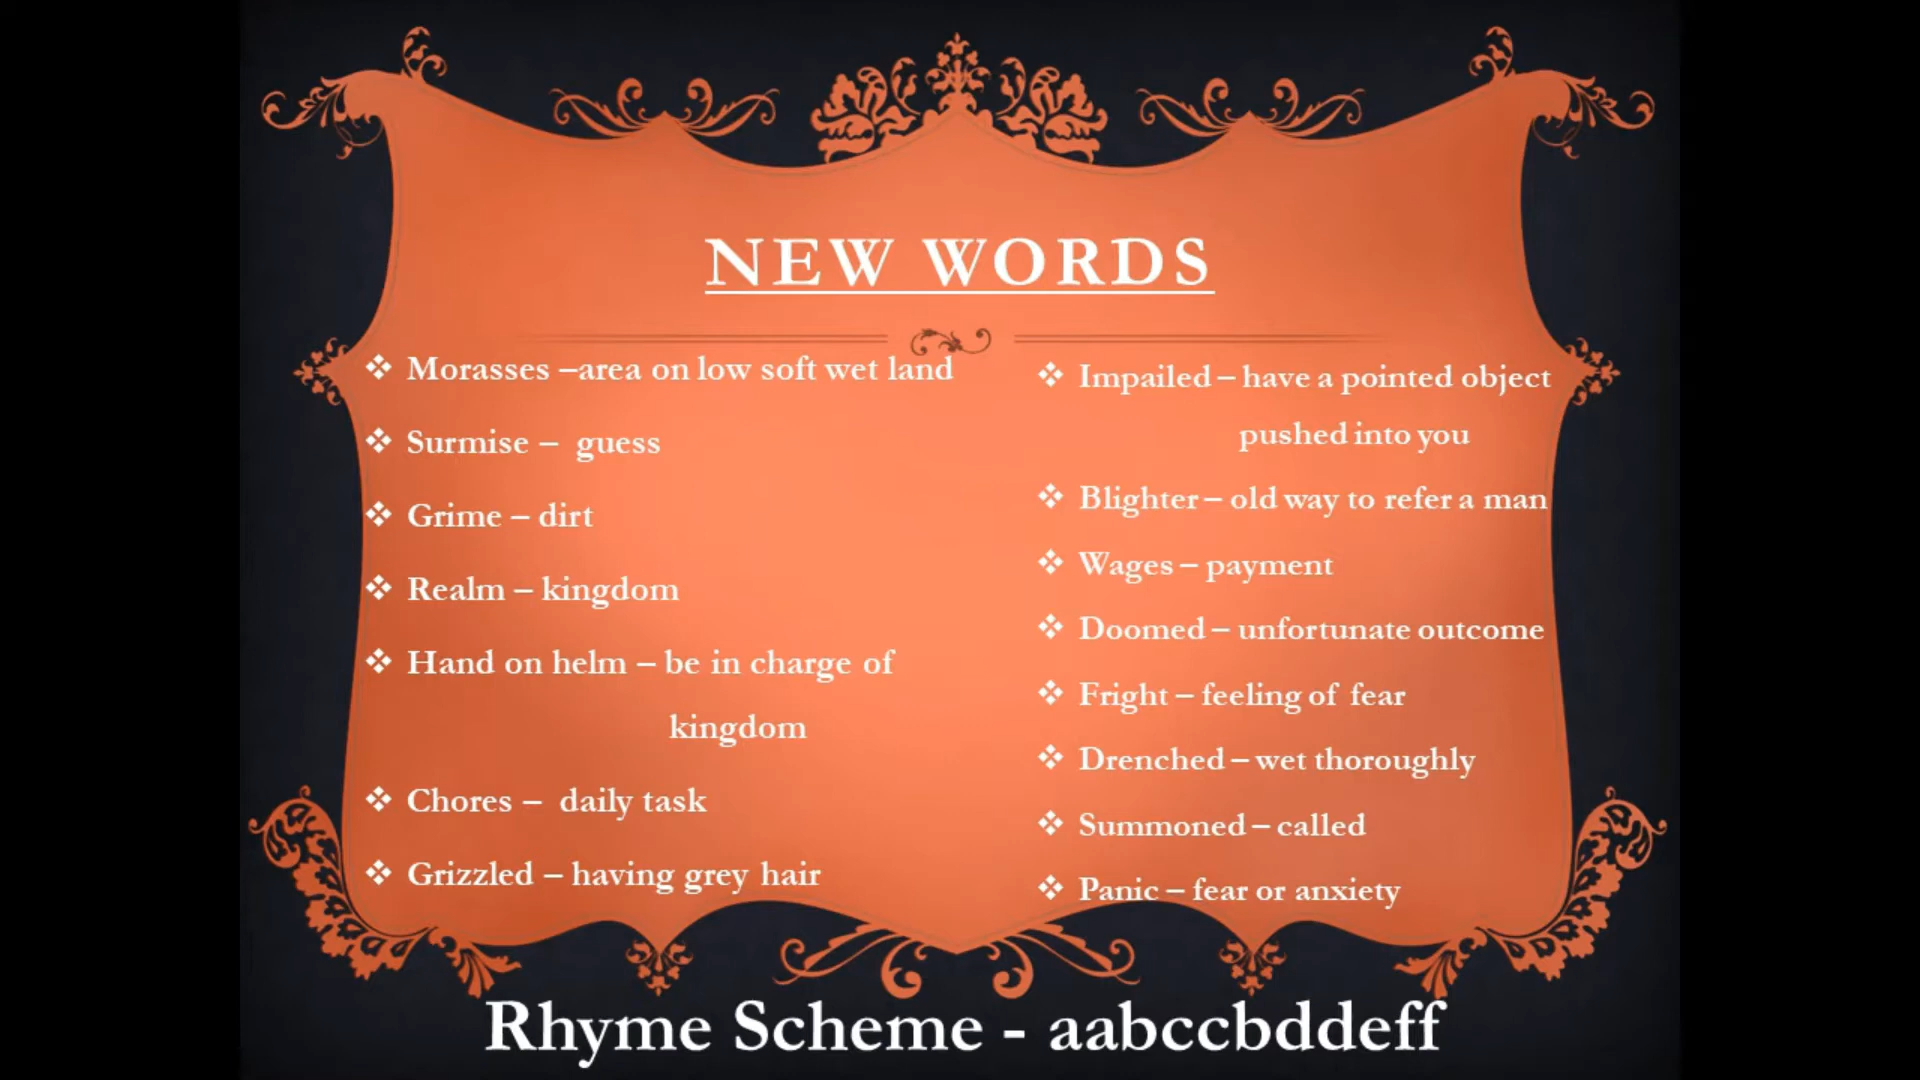 NEW WORDS
❖ Morasses –area on low soft wet land
❖ Surmise – guess
❖ Grime – dirt
❖ Realm – kingdom
❖ Hand on helm – be in charge of
kingdom
❖ Chores – daily task
❖ Grizzled – having grey hair
❖ Impailed – have a pointed object
pushed into you
❖ Blighter – old way to refer a man
❖ Wages – payment
❖ Doomed – unfortunate outcome
❖ Fright – feeling of fear
❖ Drenched – wet thoroughly
❖ Summoned – called
❖ Panic – fear or anxiety
Rhyme Scheme - aabccbddeff